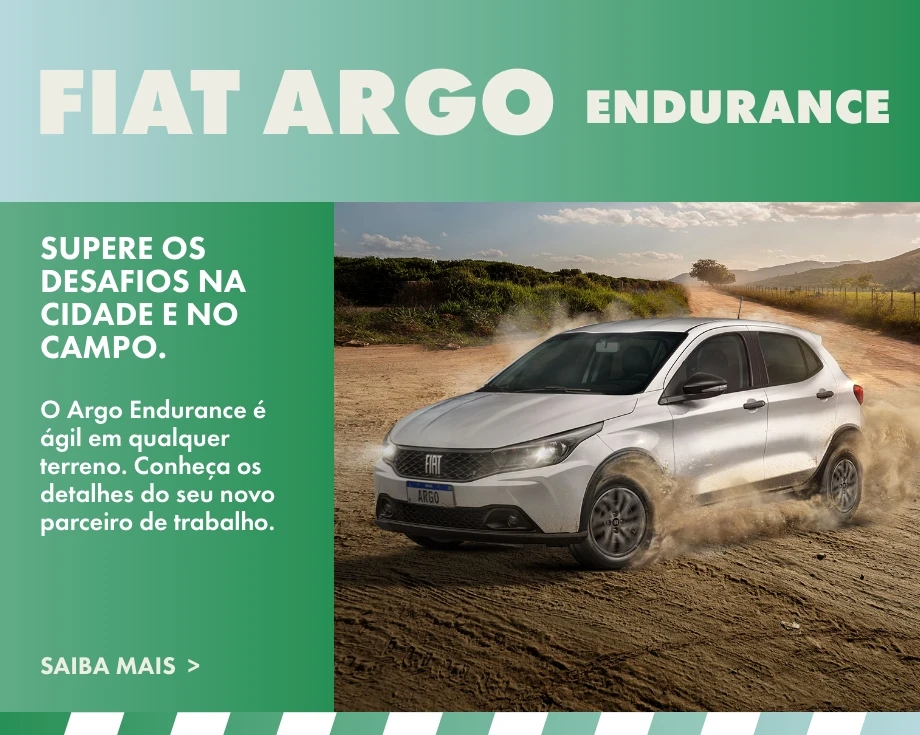 FIAT ARGO ENDURANCE
SUPERE OS
DESAFIOS NA
CIDADE E NO
CAMPO.
O Argo Endurance é
ágil em qualquer
terreno. Conheça os
detalhes do seu novo
parceiro de trabalho.
SAIBA MAIS >
FIAT
ARGO